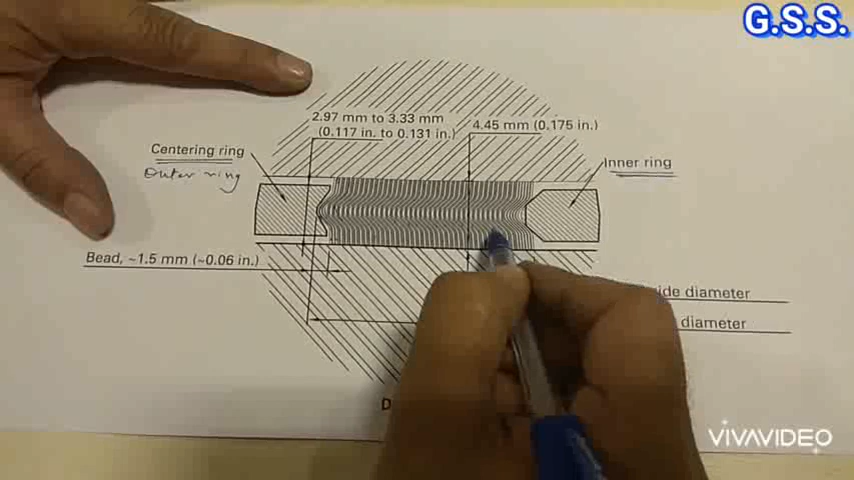 G.S.S.
2.97 mm to 3.33 mm
(0.117 in. to 0.131 in.)
4.45 mm (0.175 in.)
Centering ring
Outer ring
Inner ring
Bead, ~1.5 mm (~0.06 in.)
diameter
diameter
VIVAVIDEO